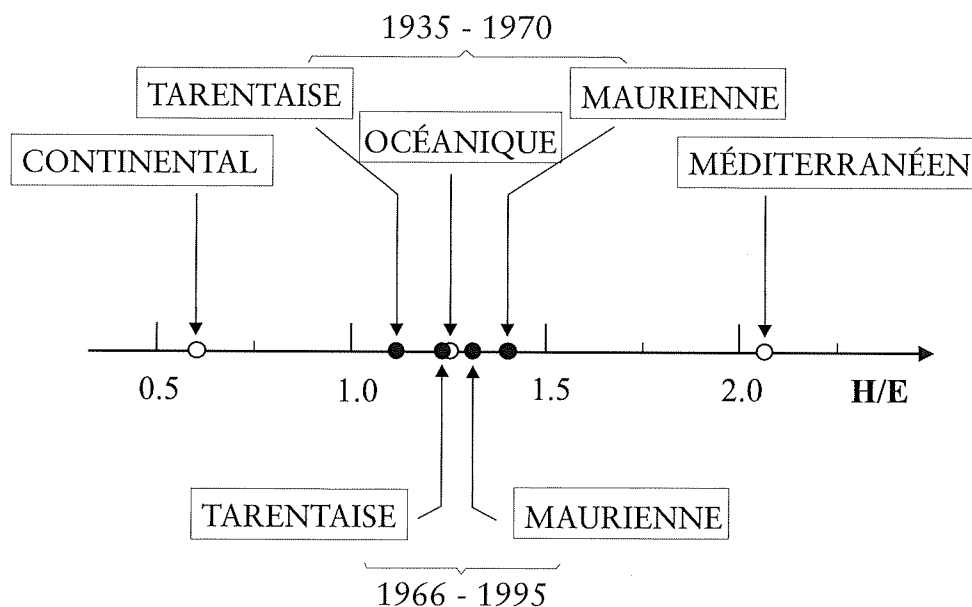 1935 - 1970
TARENTAISE
MAURIENNE
OCÉANIQUE
CONTINENTAL
MÉDITERRANÉEN
0.5
1.0
1.5
2.0
H/E
TARENTAISE
MAURIENNE
1966 - 1995